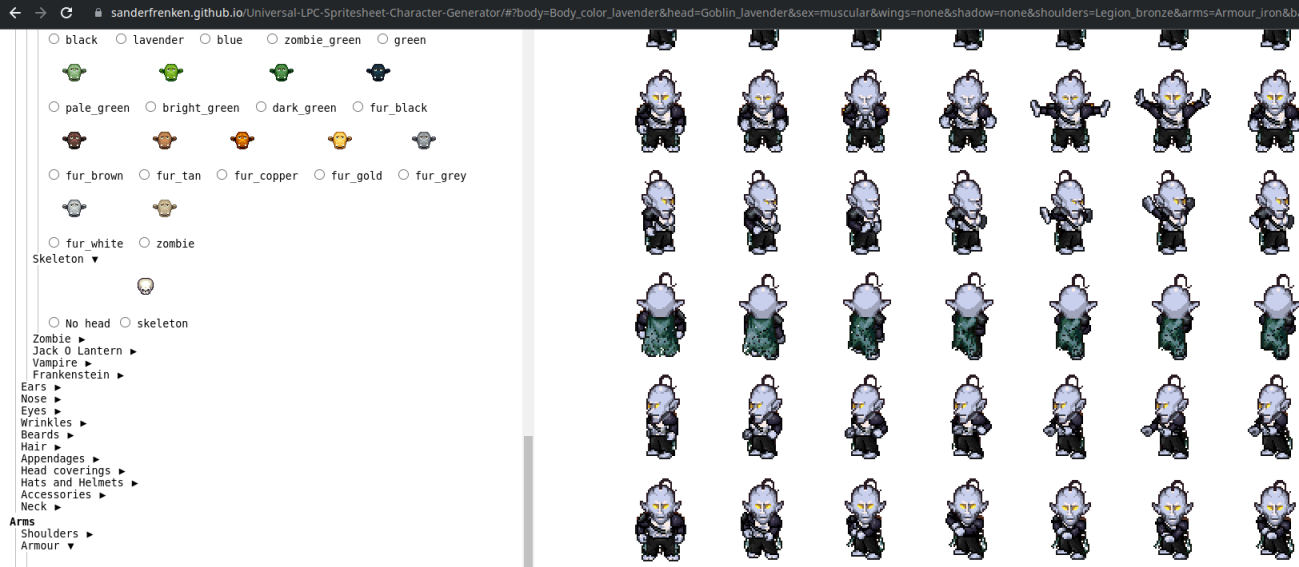 sanderfrenken.github.io/Universal-LPC-Spritesheet-Character-Generator/#?body=Body_color_lavender&head=Goblin_lavender&sex=muscular&wings=none&shadow=none&shoulders=Legion_bronze&arms=Armour_iron&b
black lavender blue zombie_green green
pale_green bright_green dark_green fur_black
fur_brown fur_tan fur_copper fur_gold fur_grey
fur_white zombie
Skeleton ▼
No head skeleton
Zombie ▶
Jack O Lantern ▶
Vampire ▶
Frankenstein ▶
Ears ▶
Nose ▶
Eyes ▶
Wrinkles ▶
Beards ▶
Hair ▶
Appendages ▶
Head coverings ▶
Hats and Helmets ▶
Accessories ▶
Neck ▶
Arms
Shoulders ▶
Armour ▼